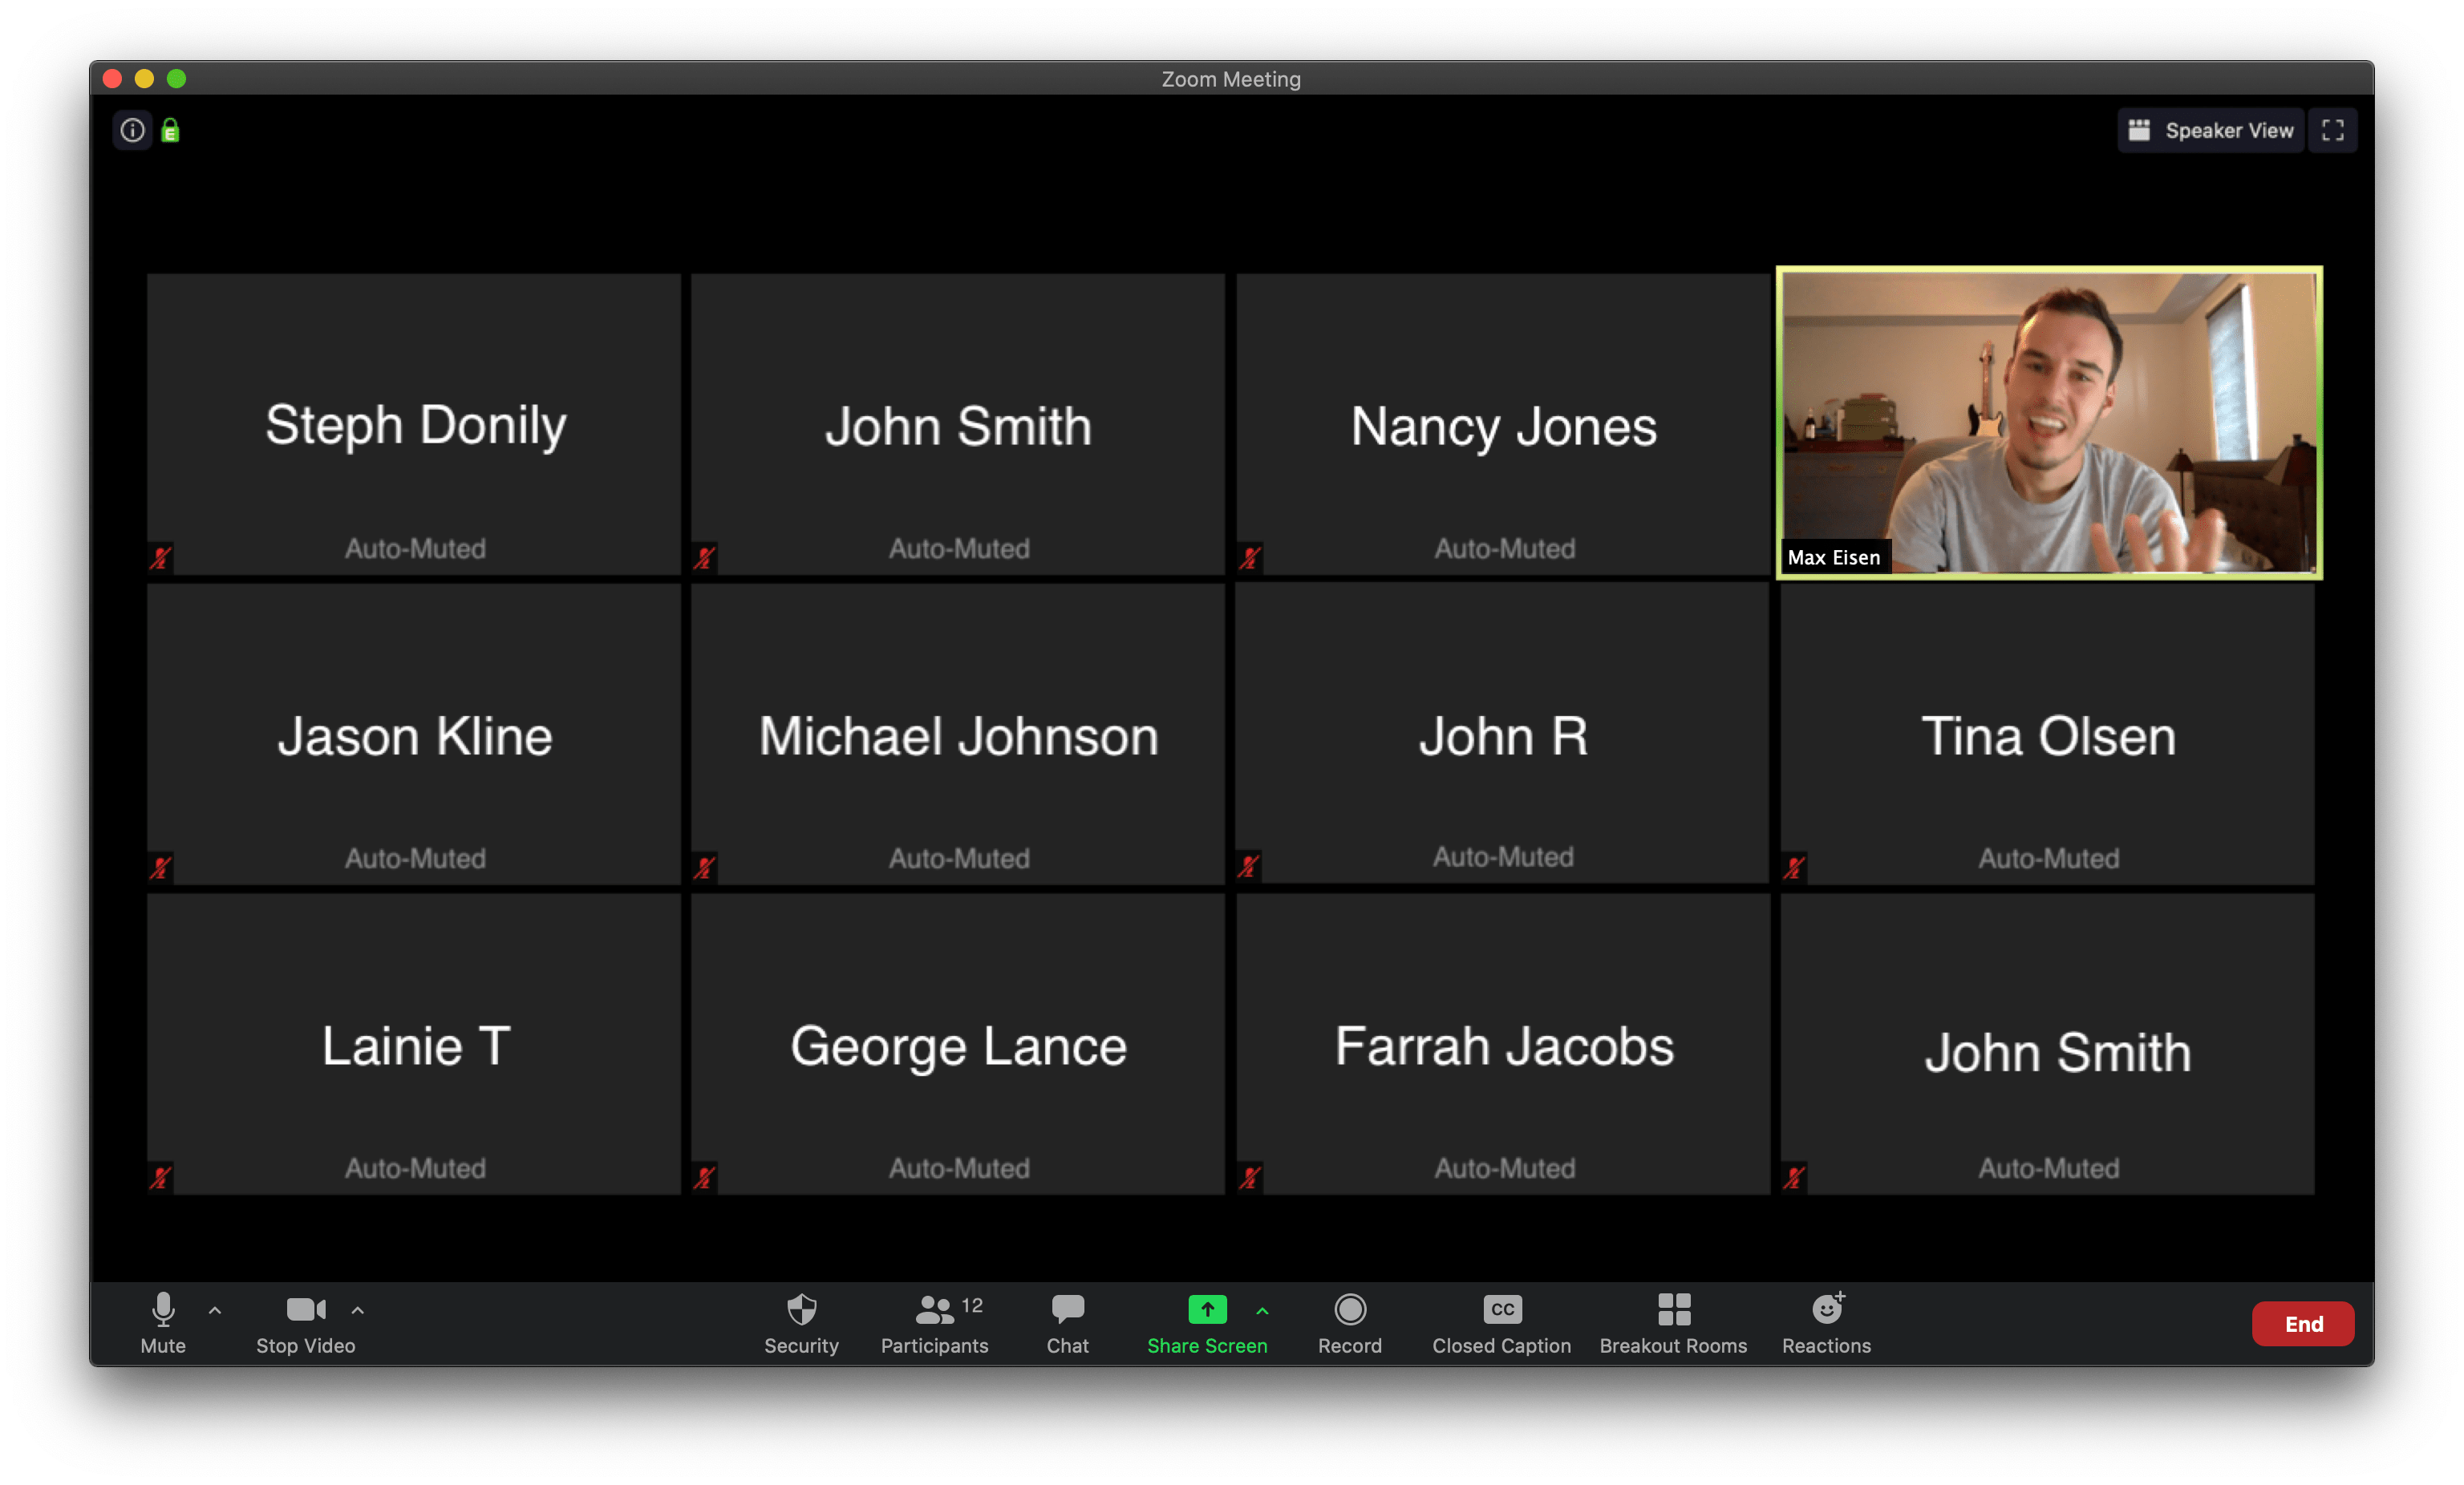 Zoom Meeting
Speaker View
Steph Donily
Auto-Muted
John Smith
Auto-Muted
Nancy Jones
Auto-Muted
Max Eisen
Jason Kline
Auto-Muted
Michael Johnson
Auto-Muted
John R
Auto-Muted
Tina Olsen
Auto-Muted
Lainie T
Auto-Muted
George Lance
Auto-Muted
Farrah Jacobs
Auto-Muted
John Smith
Auto-Muted
Mute
Stop Video
Security
12
Participants
Chat
Share Screen
Record
CC
Closed Caption
Breakout Rooms
Reactions
End